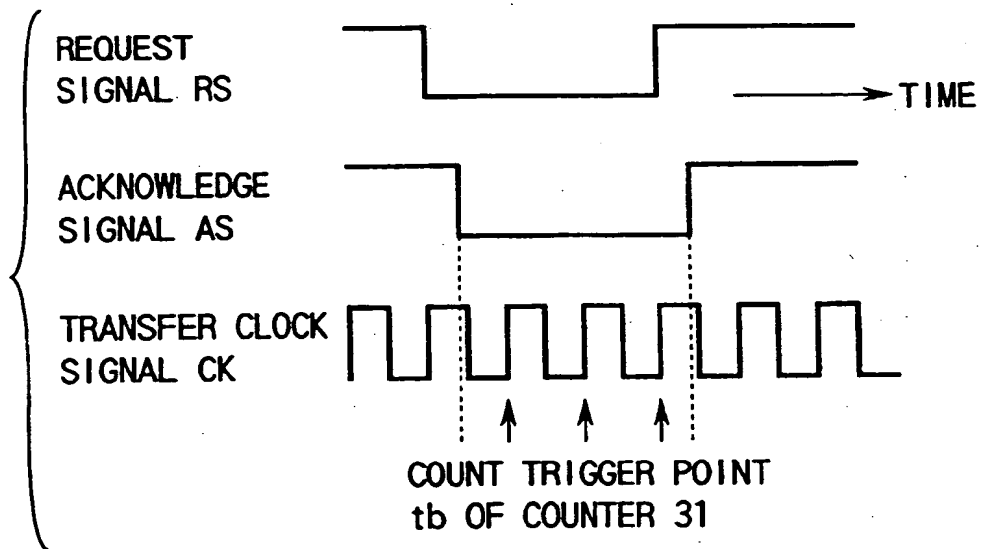 REQUEST
SIGNAL RS
TIME
ACKNOWLEDGE
SIGNAL AS
TRANSFER CLOCK
SIGNAL CK
COUNT TRIGGER POINT
tb OF COUNTER 31